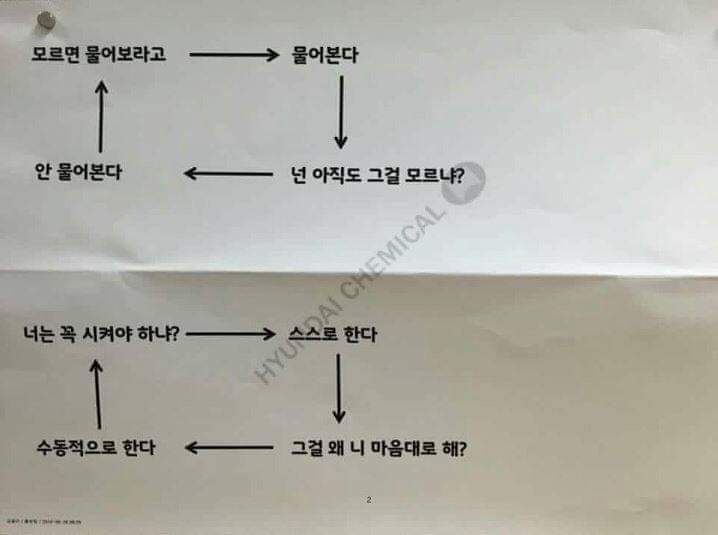 모르면 물어보라고
물어본다
안 물어본다
넌 아직도 그걸 모르냐?
HYUNDAI CHEMICAL
너는 꼭 시켜야 하냐?
스스로 한다
수동적으로 한다
그걸 왜 니 마음대로 해?
2